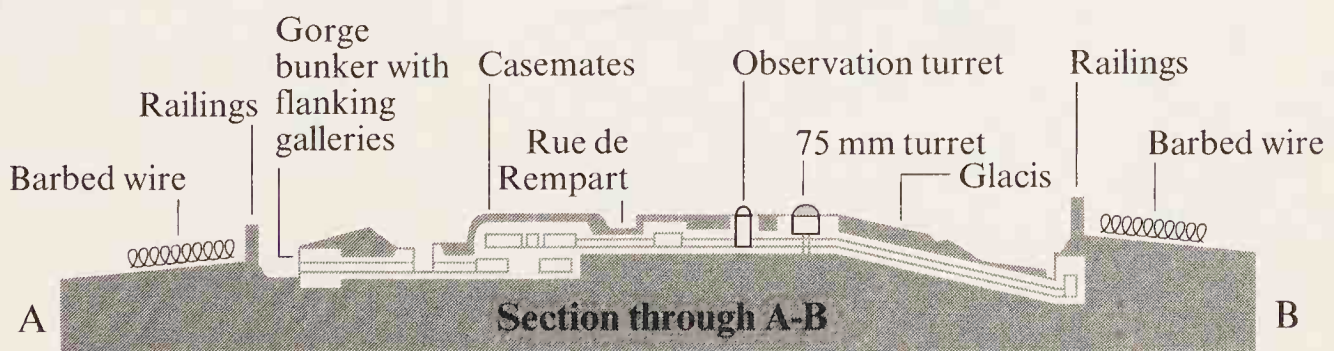 Gorge
bunker with
flanking
galleries
Casemates
Observation turret
Railings
Railings
Rue de
Rempart
75 mm turret
Barbed wire
Barbed wire
Glacis
A
Section through A-B
B